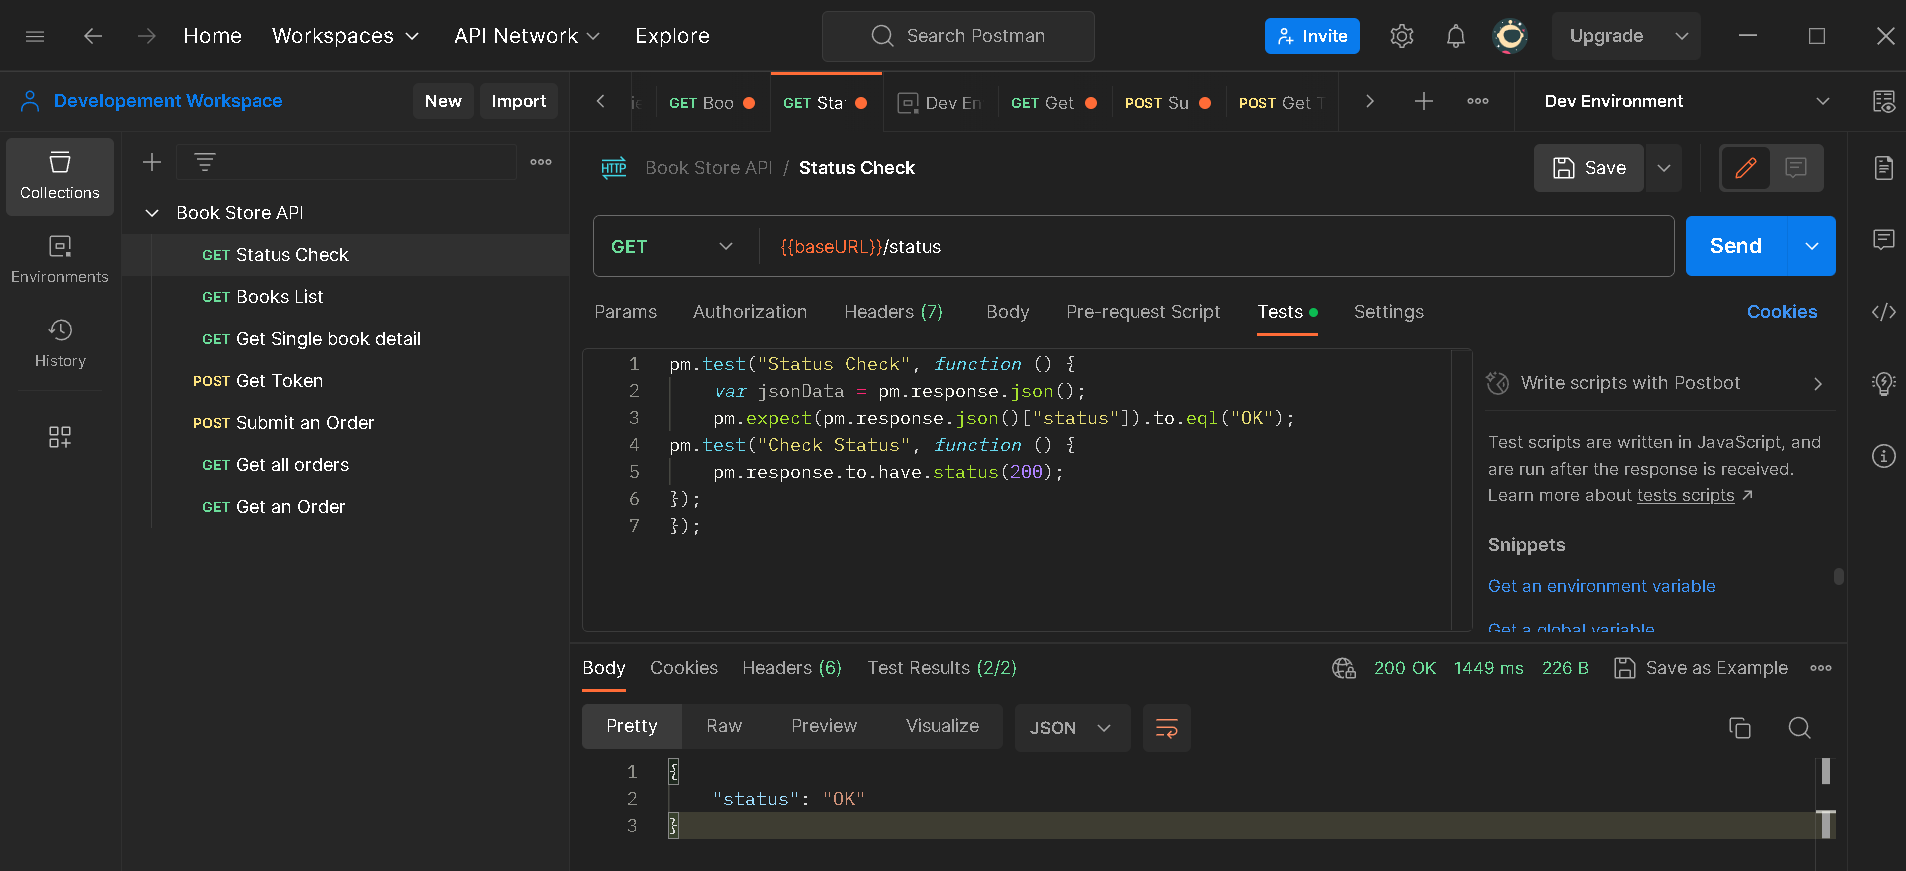 Home Workspaces API Network Explore Search Postman Invite Upgrade
Developement Workspace New Import
GET Boo GET Sta Dev En GET Get POST Su POST Get T Dev Environment
Collections
Environments
History
Book Store API
GET Status Check
GET Books List
GET Get Single book detail
POST Get Token
POST Submit an Order
GET Get all orders
GET Get an Order
HTTP Book Store API / Status Check Save
GET {{baseURL}}/status Send
Params Authorization Headers (7) Body Pre-request Script Tests Settings Cookies
1 pm.test("Status Check", function () {
2 var jsonData = pm.response.json();
3 pm.expect(pm.response.json()["status"]).to.eql("OK");
4 pm.test("Check Status", function () {
5 pm.response.to.have.status(200);
6 });
7 });
Write scripts with Postbot
Test scripts are written in JavaScript, and
are run after the response is received.
Learn more about tests scripts ↗
Snippets
Get an environment variable
Get a global variable
Body Cookies Headers (6) Test Results (2/2) 200 OK 1449 ms 226 B Save as Example
Pretty Raw Preview Visualize JSON
1 {
2 "status": "OK"
3 }